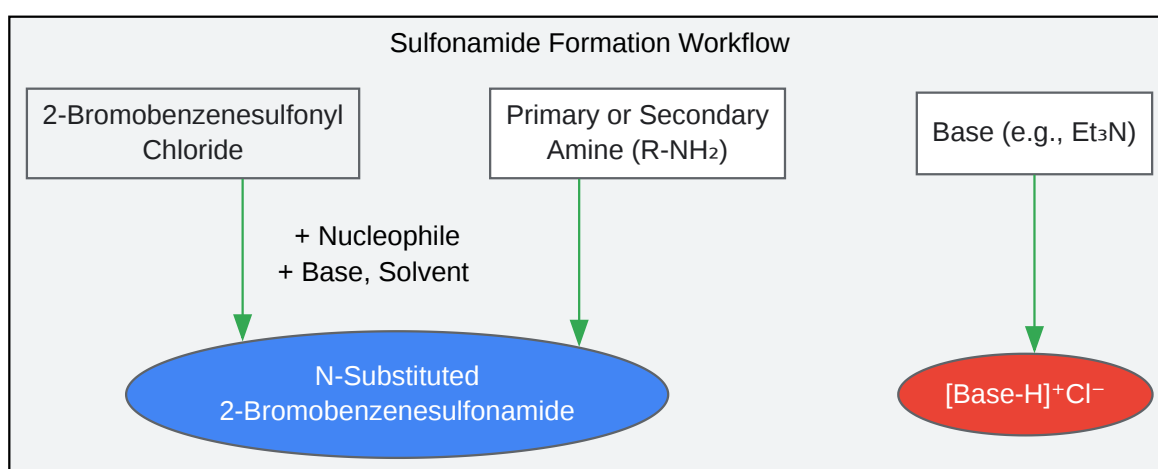 Sulfonamide Formation Workflow
2-Bromobenzenesulfonyl
Chloride
Primary or Secondary
Amine (R-NH₂)
Base (e.g., Et₃N)
+ Nucleophile
+ Base, Solvent
N-Substituted
2-Bromobenzenesulfonamide
[Base-H]⁺Cl⁻